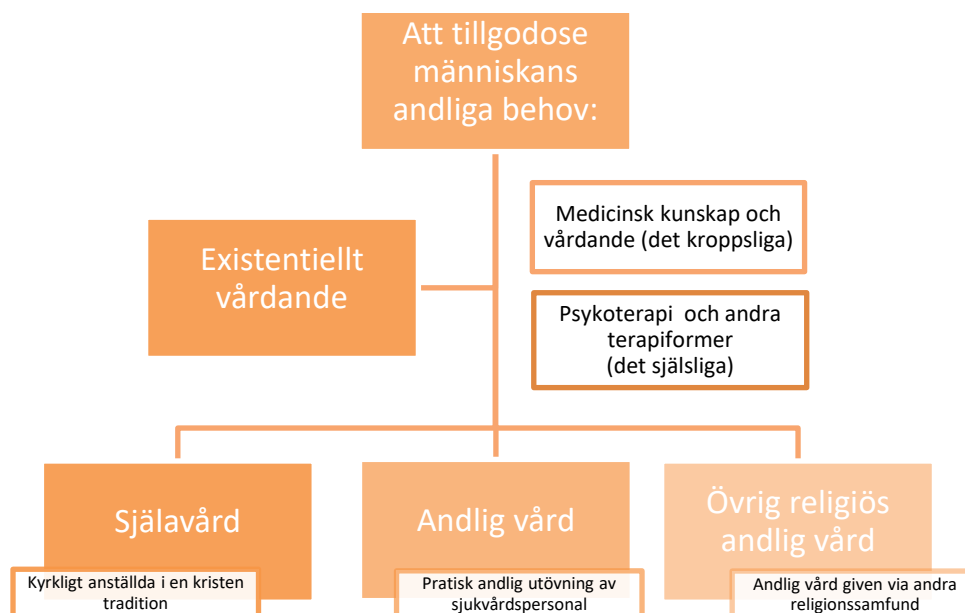 Att tillgodose
människans
andliga behov:
Existentiellt
vårdande
Medicinsk kunskap och
vårdande (det kroppsliga)
Psykoterapi och andra
terapiformer
(det själsliga)
Själavård
Kyrkligt anställda i en kristen
tradition
Andlig vård
Pratisk andlig utövning av
sjukvårdspersonal
Övrig religiös
andlig vård
Andlig vård given via andra
religionssamfund